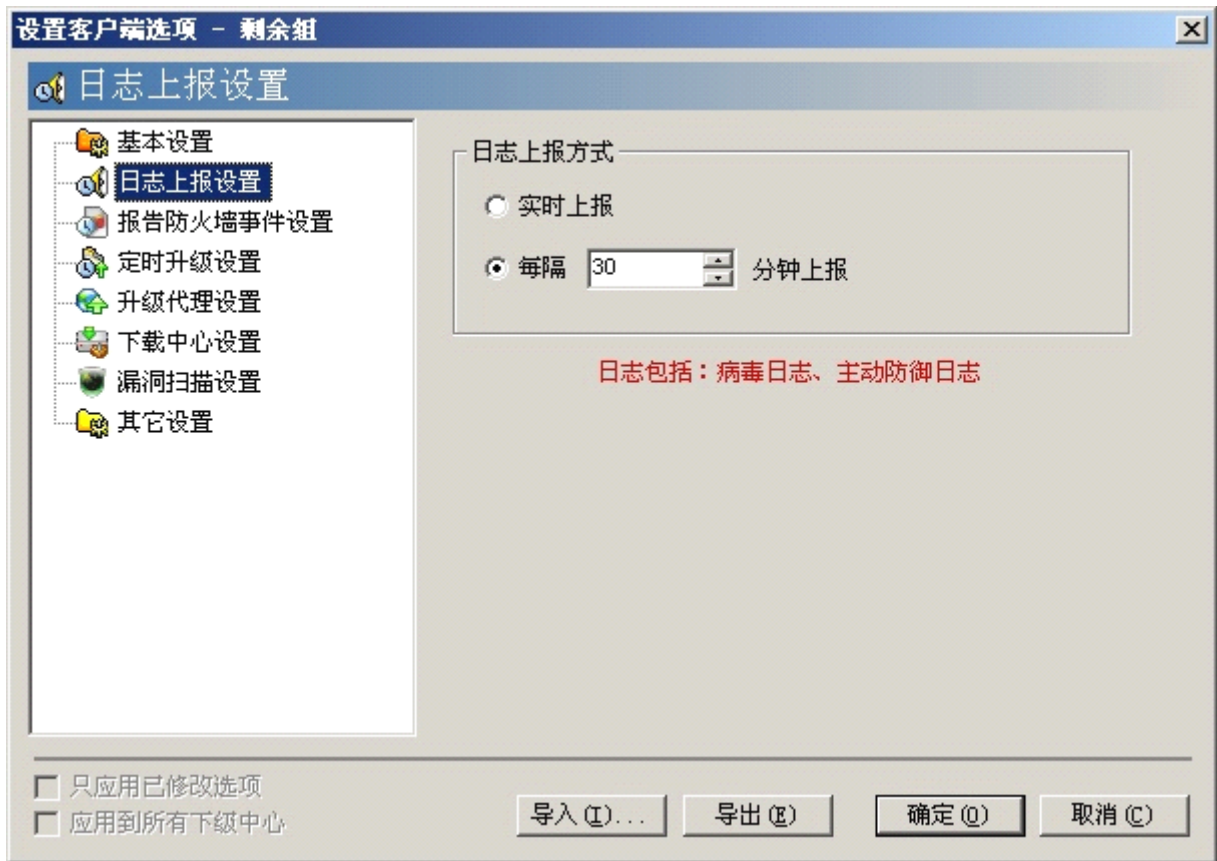 设置客户端选项 - 剩余组
日志上报设置
基本设置
日志上报设置
报告防火墙事件设置
定时升级设置
升级代理设置
下载中心设置
漏洞扫描设置
其它设置
日志上报方式
实时上报
每隔 30 分钟上报
日志包括：病毒日志、主动防御日志
只应用已修改选项
应用到所有下级中心
导入(I)... 导出(E) 确定(O) 取消(C)